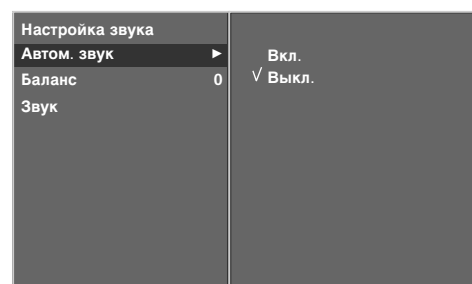 Настройка звука
Автом. звук ►
Баланс 0
Звук
Вкл.
√ Выкл.